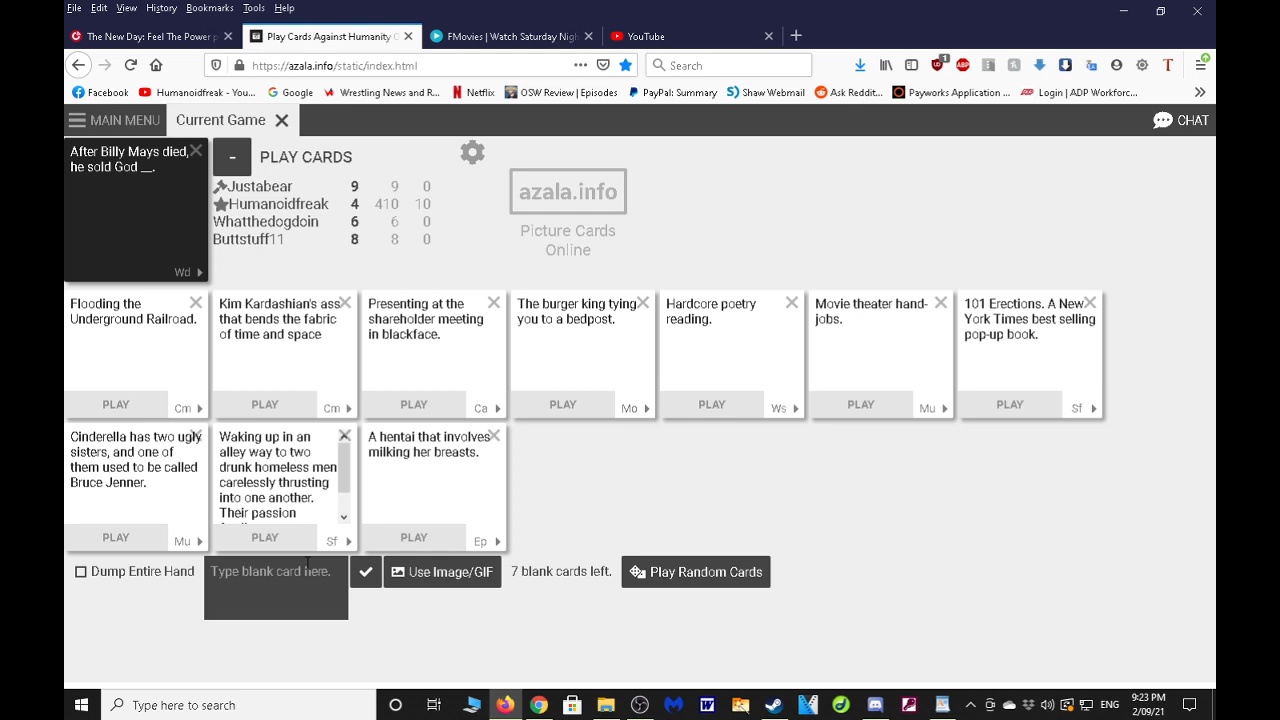 File Edit View History Bookmarks Tools Help
The New Day: Feel The Power p
Play Cards Against Humanity O
FMovies | Watch Saturday Nigh
YouTube
https://azala.info/static/index.html
Search
1
ABP
Facebook
Humanoidfreak - You...
Google
Wrestling News and R...
Netflix
OSW Review | Episodes
PayPal: Summary
Shaw Webmail
Ask Reddit...
Payworks Application ...
Login | ADP Workforc...
MAIN MENU
Current Game
CHAT
After Billy Mays died,
he sold God __.
Wd
-
PLAY CARDS
Justabear 9 9 0
Humanoidfreak 4 410 10
Whatthedogdoin 6 6 0
Buttstuff11 8 8 0
azala.info
Picture Cards
Online
Flooding the
Underground Railroad.
PLAY
Cm
Kim Kardashian's ass
that bends the fabric
of time and space
PLAY
Cm
Presenting at the
shareholder meeting
in blackface.
PLAY
Ca
The burger king tying
you to a bedpost.
PLAY
Mo
Hardcore poetry
reading.
PLAY
Ws
Movie theater hand-
jobs.
PLAY
Mu
101 Erections. A New
York Times best selling
pop-up book.
PLAY
Sf
Cinderella has two ugly
sisters, and one of
them used to be called
Bruce Jenner.
PLAY
Mu
Waking up in an
alley way to two
drunk homeless men
carelessly thrusting
into one another.
Their passion
PLAY
Sf
A hentai that involves
milking her breasts.
PLAY
Ep
Dump Entire Hand
Type blank card here.
Use Image/GIF
7 blank cards left.
Play Random Cards
Type here to search
ENG
9:23 PM
2/09/21